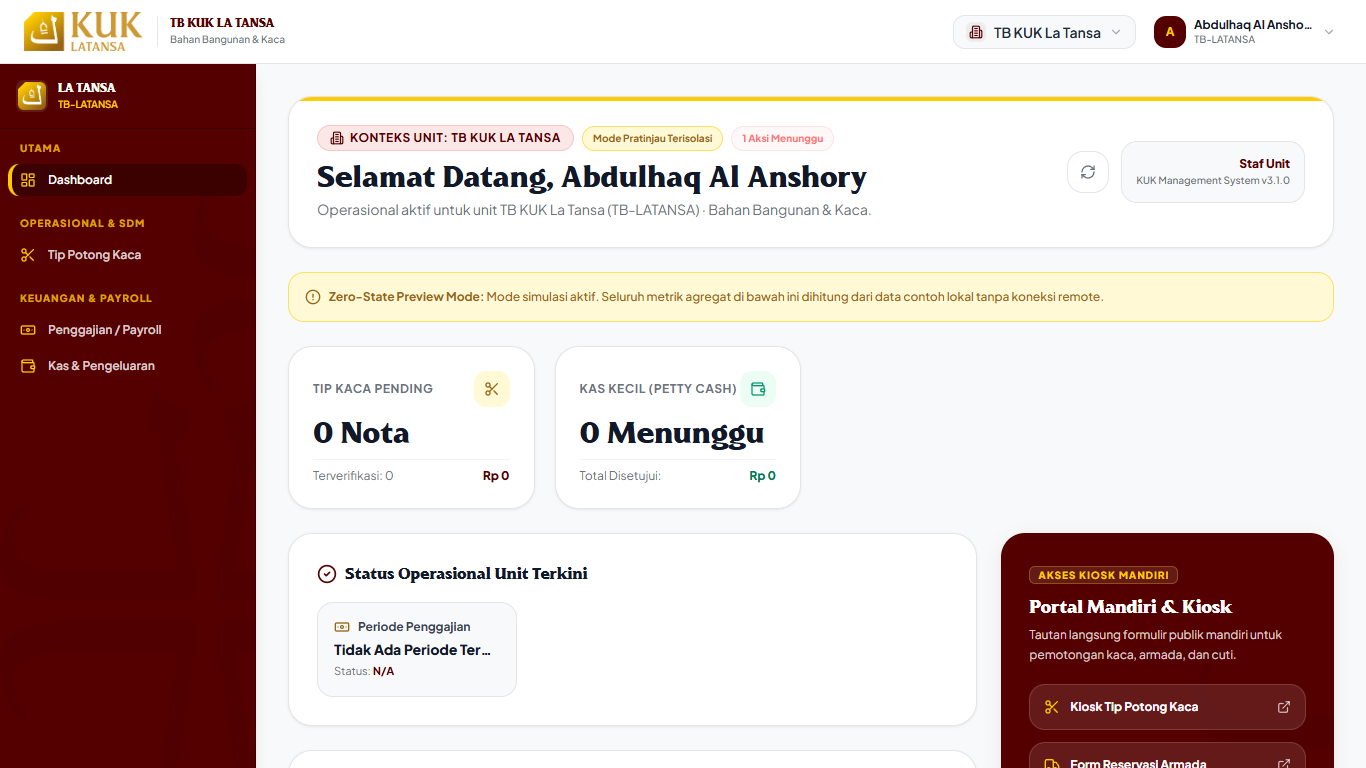 KUK
LATANSA
TB KUK LA TANSA
Bahan Bangunan & Kaca
TB KUK La Tansa
A
Abdulhaq Al Ansho...
TB-LATANSA
LA TANSA
TB-LATANSA
UTAMA
Dashboard
OPERASIONAL & SDM
Tip Potong Kaca
KEUANGAN & PAYROLL
Penggajian / Payroll
Kas & Pengeluaran
KONTEKS UNIT: TB KUK LA TANSA
Mode Pratinjau Terisolasi
1 Aksi Menunggu
Selamat Datang, Abdulhaq Al Anshory
Operasional aktif untuk unit TB KUK La Tansa (TB-LATANSA) · Bahan Bangunan & Kaca.
Staf Unit
KUK Management System v3.1.0
Zero-State Preview Mode: Mode simulasi aktif. Seluruh metrik agregat di bawah ini dihitung dari data contoh lokal tanpa koneksi remote.
TIP KACA PENDING
0 Nota
Terverifikasi: 0
Rp 0
KAS KECIL (PETTY CASH)
0 Menunggu
Total Disetujui:
Rp 0
Status Operasional Unit Terkini
Periode Penggajian
Tidak Ada Periode Ter...
Status: N/A
AKSES KIOSK MANDIRI
Portal Mandiri & Kiosk
Tautan langsung formulir publik mandiri untuk
pemotongan kaca, armada, dan cuti.
Kiosk Tip Potong Kaca
Form Reservasi Armada